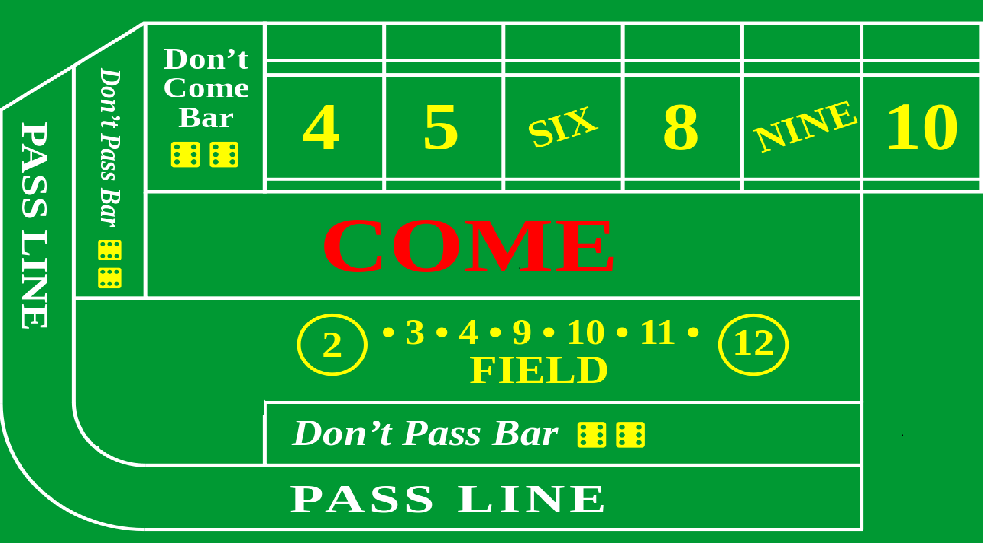 Don’t
Come
Bar
4 5 SIX 8 NINE 10
PASS LINE
Don’t Pass Bar
COME
2 • 3 • 4 • 9 • 10 • 11 • 12
FIELD
Don’t Pass Bar
PASS LINE